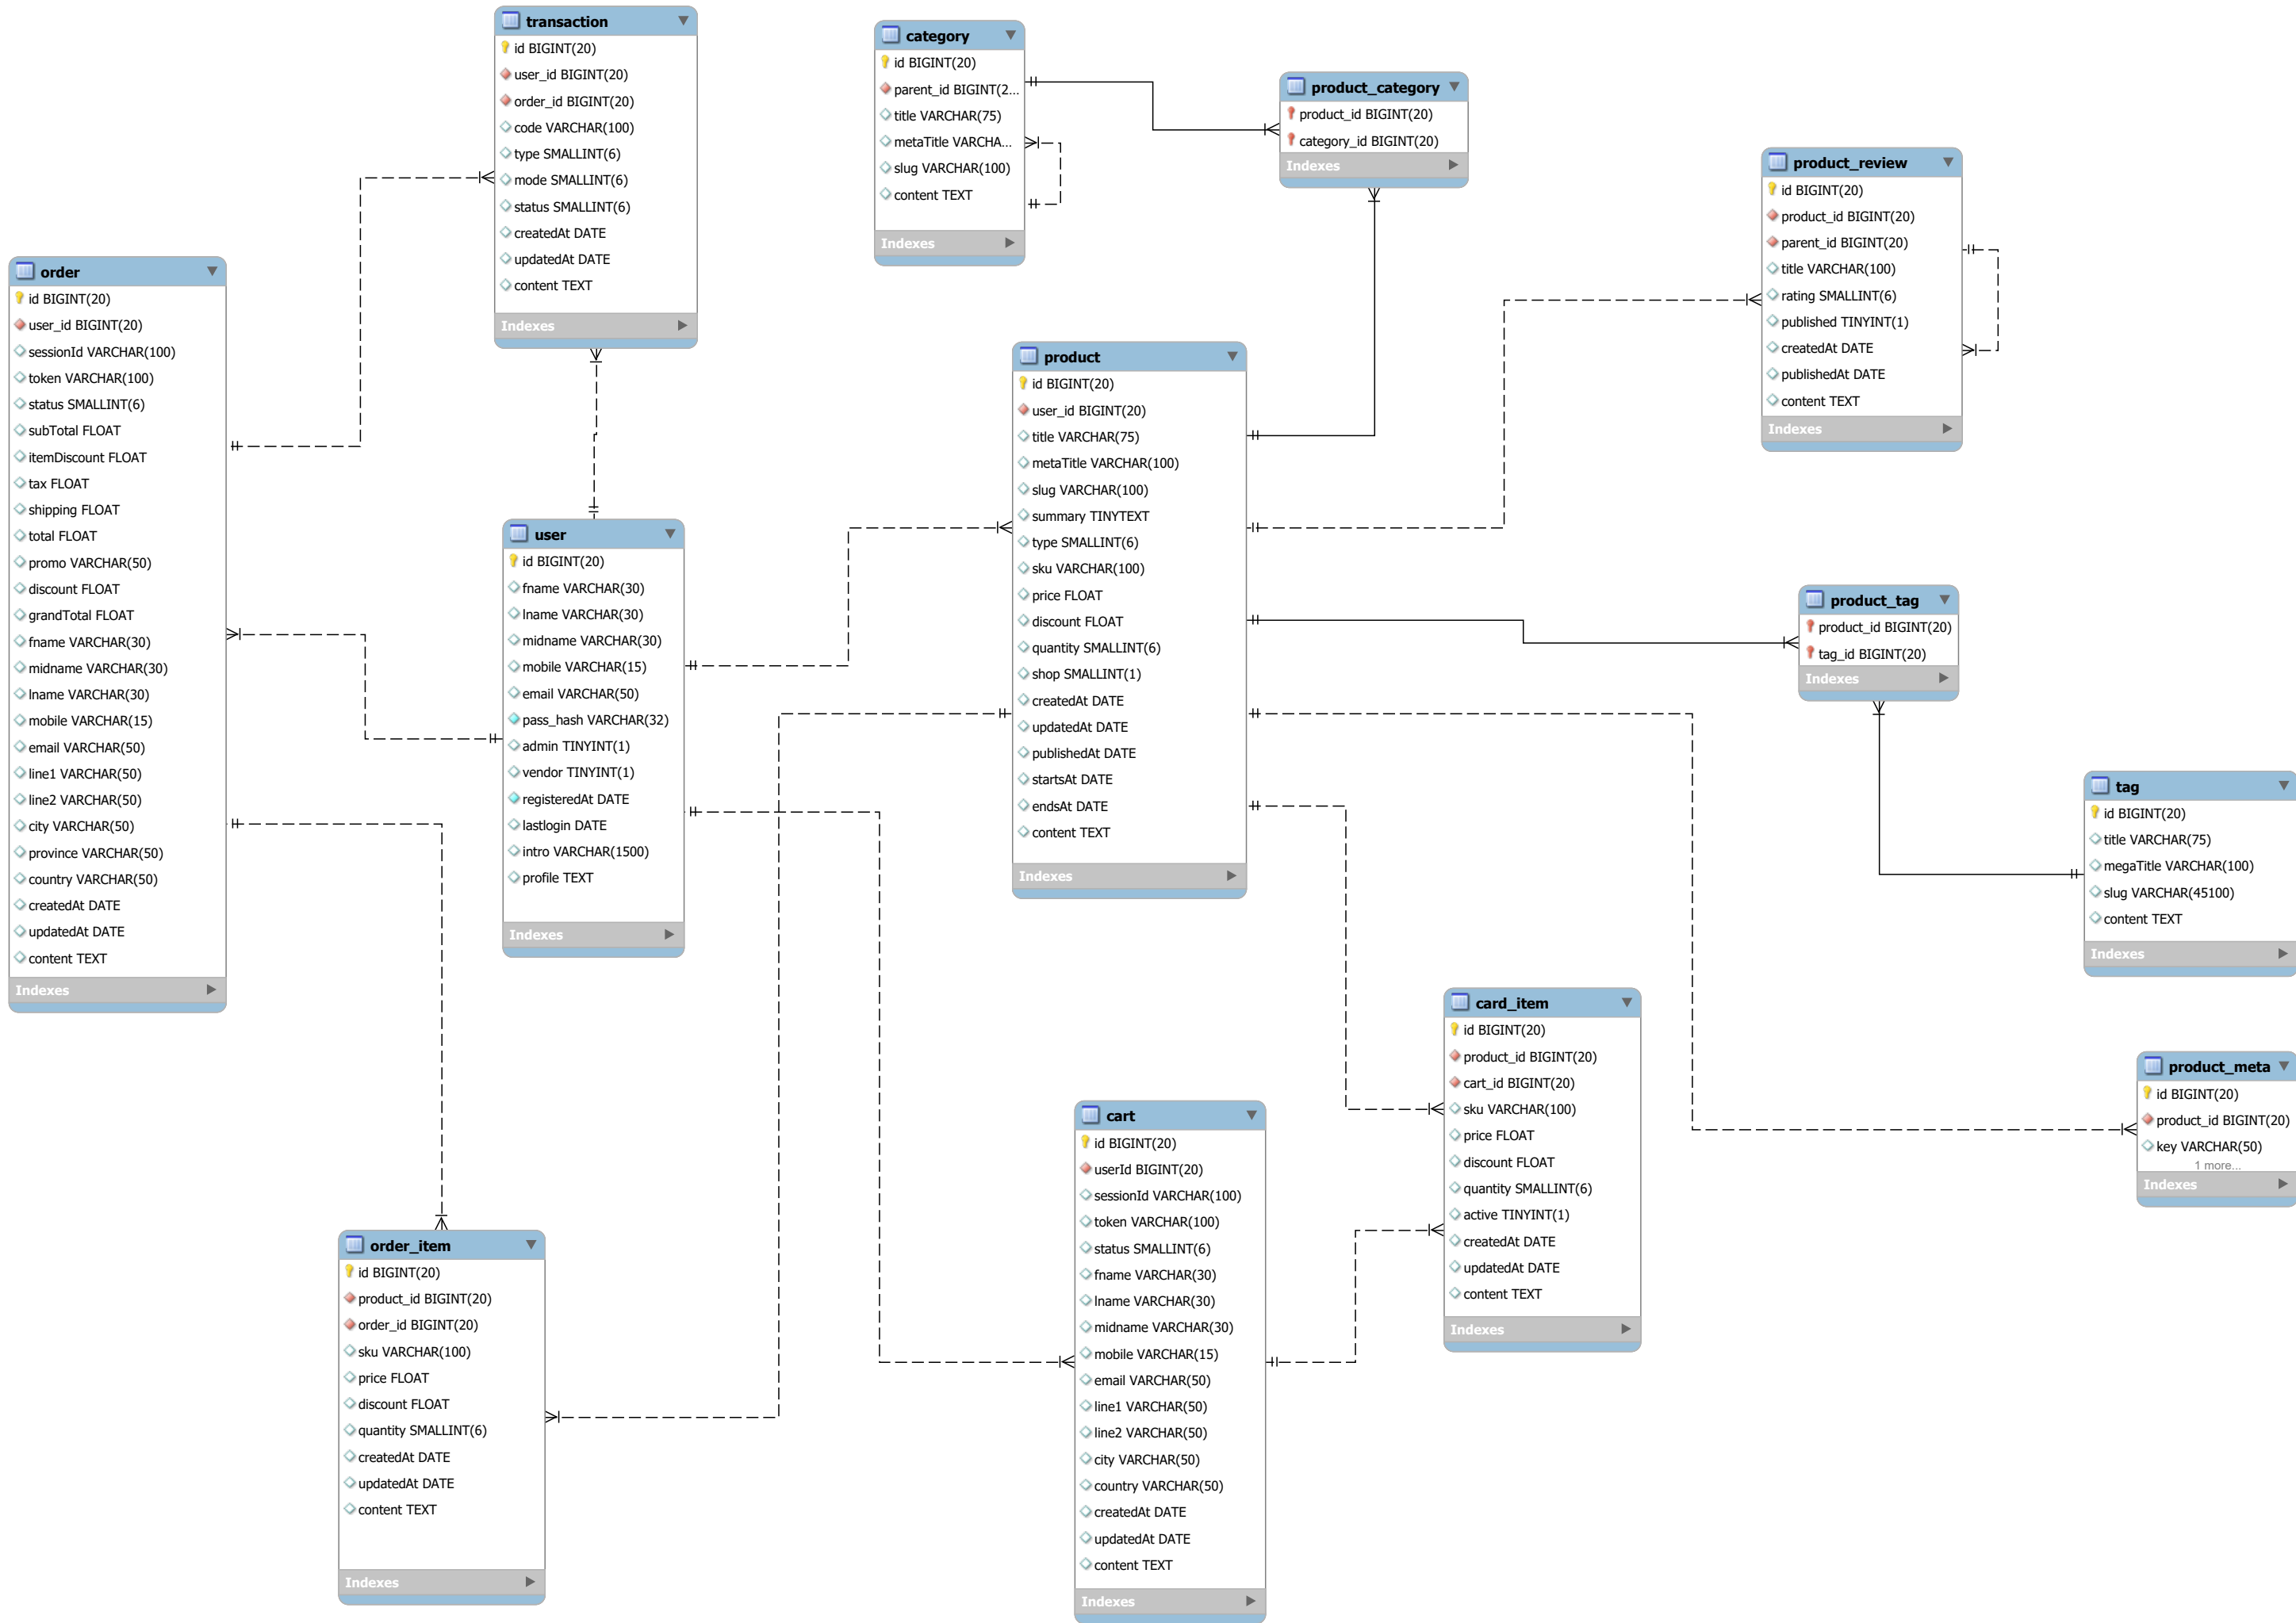 transaction
id BIGINT(20)
user_id BIGINT(20)
order_id BIGINT(20)
code VARCHAR(100)
type SMALLINT(6)
mode SMALLINT(6)
status SMALLINT(6)
createdAt DATE
updatedAt DATE
content TEXT
Indexes
category
id BIGINT(20)
parent_id BIGINT(2...
title VARCHAR(75)
metaTitle VARCHA...
slug VARCHAR(100)
content TEXT
Indexes
product_category
product_id BIGINT(20)
category_id BIGINT(20)
Indexes
product_review
id BIGINT(20)
product_id BIGINT(20)
parent_id BIGINT(20)
title VARCHAR(100)
rating SMALLINT(6)
published TINYINT(1)
createdAt DATE
publishedAt DATE
content TEXT
Indexes
order
id BIGINT(20)
user_id BIGINT(20)
sessionId VARCHAR(100)
token VARCHAR(100)
status SMALLINT(6)
subTotal FLOAT
itemDiscount FLOAT
tax FLOAT
shipping FLOAT
total FLOAT
promo VARCHAR(50)
discount FLOAT
grandTotal FLOAT
fname VARCHAR(30)
midname VARCHAR(30)
lname VARCHAR(30)
mobile VARCHAR(15)
email VARCHAR(50)
line1 VARCHAR(50)
line2 VARCHAR(50)
city VARCHAR(50)
province VARCHAR(50)
country VARCHAR(50)
createdAt DATE
updatedAt DATE
content TEXT
Indexes
user
id BIGINT(20)
fname VARCHAR(30)
lname VARCHAR(30)
midname VARCHAR(30)
mobile VARCHAR(15)
email VARCHAR(50)
pass_hash VARCHAR(32)
admin TINYINT(1)
vendor TINYINT(1)
registeredAt DATE
lastlogin DATE
intro VARCHAR(1500)
profile TEXT
Indexes
product
id BIGINT(20)
user_id BIGINT(20)
title VARCHAR(75)
metaTitle VARCHAR(100)
slug VARCHAR(100)
summary TINYTEXT
type SMALLINT(6)
sku VARCHAR(100)
price FLOAT
discount FLOAT
quantity SMALLINT(6)
shop SMALLINT(1)
createdAt DATE
updatedAt DATE
publishedAt DATE
startsAt DATE
endsAt DATE
content TEXT
Indexes
product_tag
product_id BIGINT(20)
tag_id BIGINT(20)
Indexes
tag
id BIGINT(20)
title VARCHAR(75)
megaTitle VARCHAR(100)
slug VARCHAR(45100)
content TEXT
Indexes
card_item
id BIGINT(20)
product_id BIGINT(20)
cart_id BIGINT(20)
sku VARCHAR(100)
price FLOAT
discount FLOAT
quantity SMALLINT(6)
active TINYINT(1)
createdAt DATE
updatedAt DATE
content TEXT
Indexes
product_meta
id BIGINT(20)
product_id BIGINT(20)
key VARCHAR(50)
1 more...
Indexes
cart
id BIGINT(20)
userId BIGINT(20)
sessionId VARCHAR(100)
token VARCHAR(100)
status SMALLINT(6)
fname VARCHAR(30)
lname VARCHAR(30)
midname VARCHAR(30)
mobile VARCHAR(15)
email VARCHAR(50)
line1 VARCHAR(50)
line2 VARCHAR(50)
city VARCHAR(50)
country VARCHAR(50)
createdAt DATE
updatedAt DATE
content TEXT
Indexes
order_item
id BIGINT(20)
product_id BIGINT(20)
order_id BIGINT(20)
sku VARCHAR(100)
price FLOAT
discount FLOAT
quantity SMALLINT(6)
createdAt DATE
updatedAt DATE
content TEXT
Indexes